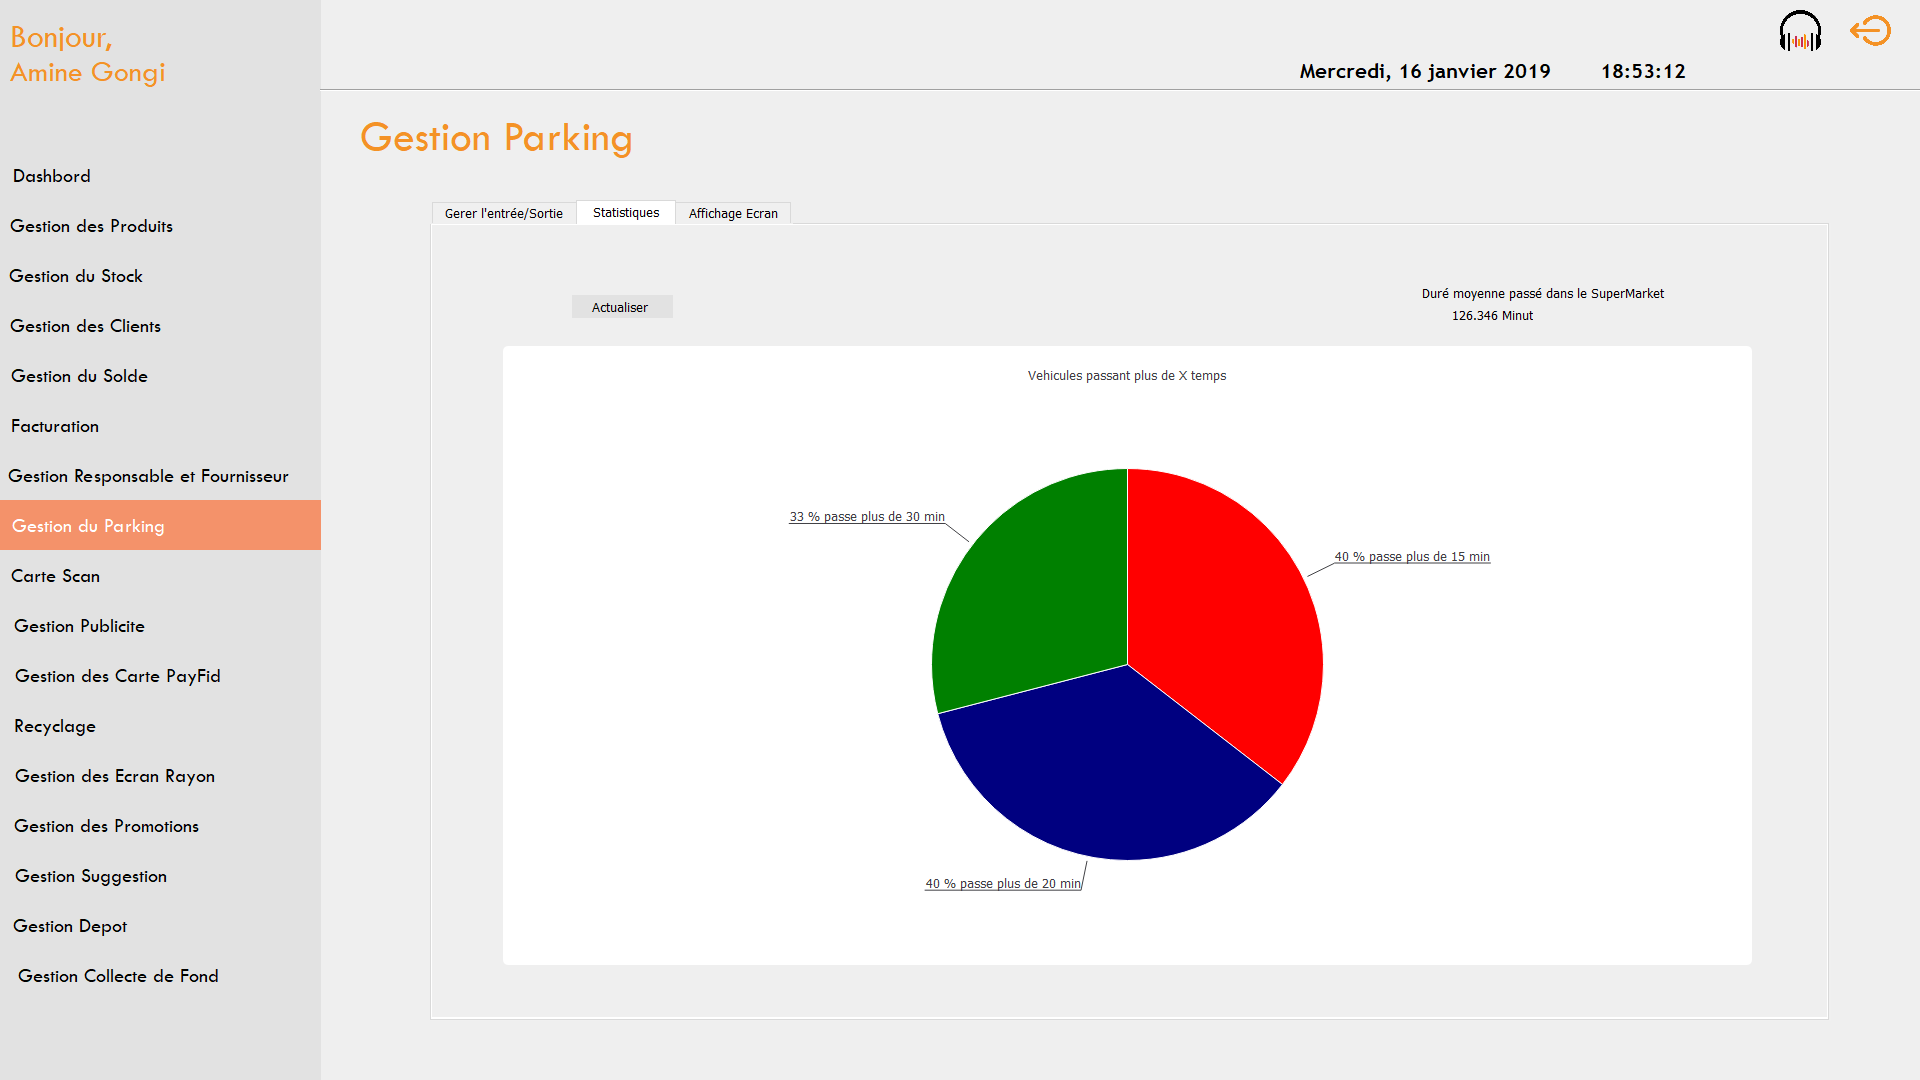 Bonjour,
Amine Gongi
Mercredi, 16 janvier 2019 18:53:12
Dashbord
Gestion des Produits
Gestion du Stock
Gestion des Clients
Gestion du Solde
Facturation
Gestion Responsable et Fournisseur
Gestion du Parking
Carte Scan
Gestion Publicite
Gestion des Carte PayFid
Recyclage
Gestion des Ecran Rayon
Gestion des Promotions
Gestion Suggestion
Gestion Depot
Gestion Collecte de Fond
Gestion Parking
Gerer l'entrée/Sortie Statistiques Affichage Ecran
Actualiser
Duré moyenne passé dans le SuperMarket
126.346 Minut
Vehicules passant plus de X temps
33 % passe plus de 30 min
40 % passe plus de 15 min
40 % passe plus de 20 min